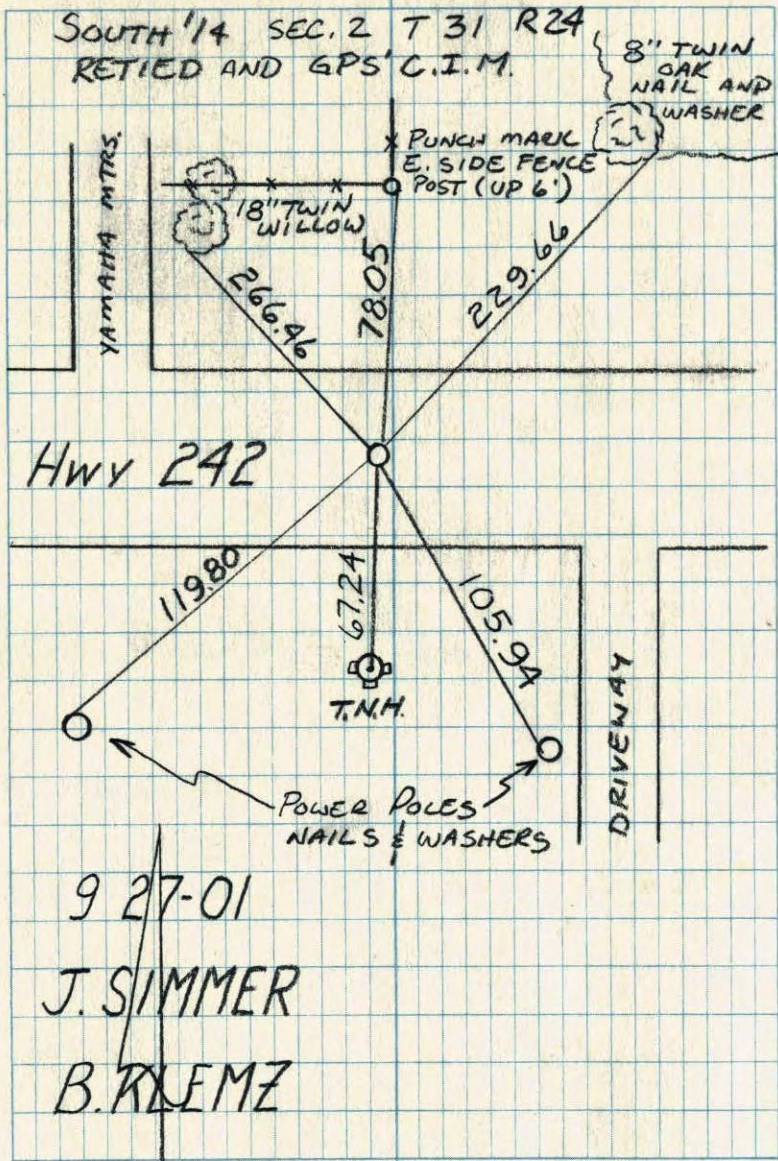 SOUTH 1/4 SEC. 2 T 31 R24
RETIED AND GPS' C.I.M.
8" TWIN
OAK
NAIL AND
WASHER
YAMAHA MTRS.
PUNCH MARK
E. SIDE FENCE
POST (UP 6')
18" TWIN
WILLOW
266.46
78.05
229.66
Hwy 242
119.80
67.24
105.94
T.N.H.
DRIVEWAY
POWER POLES
NAILS & WASHERS
9 27-01
J. SIMMER
B. KLEMZ